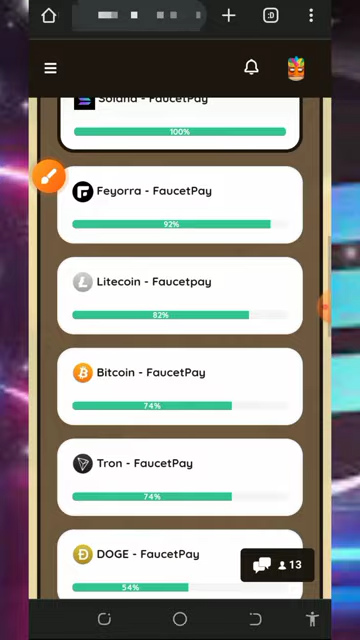 :D
Solana - FaucetPay
100%
Feyorra - FaucetPay
92%
Litecoin - Faucetpay
82%
Bitcoin - FaucetPay
74%
Tron - FaucetPay
74%
DOGE - FaucetPay
54%
13